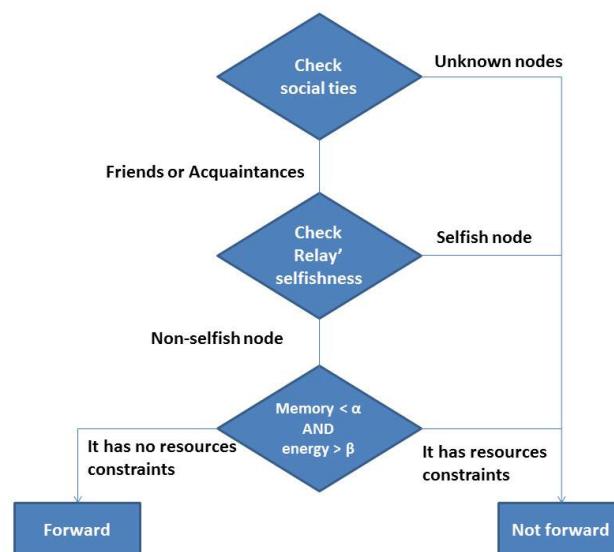 Check
social ties
Unknown nodes
Friends or Acquaintances
Check
Relay'
selfishness
Selfish node
Non-selfish node
Memory < α
AND
energy > β
It has no resources
constraints
It has resources
constraints
Forward
Not forward